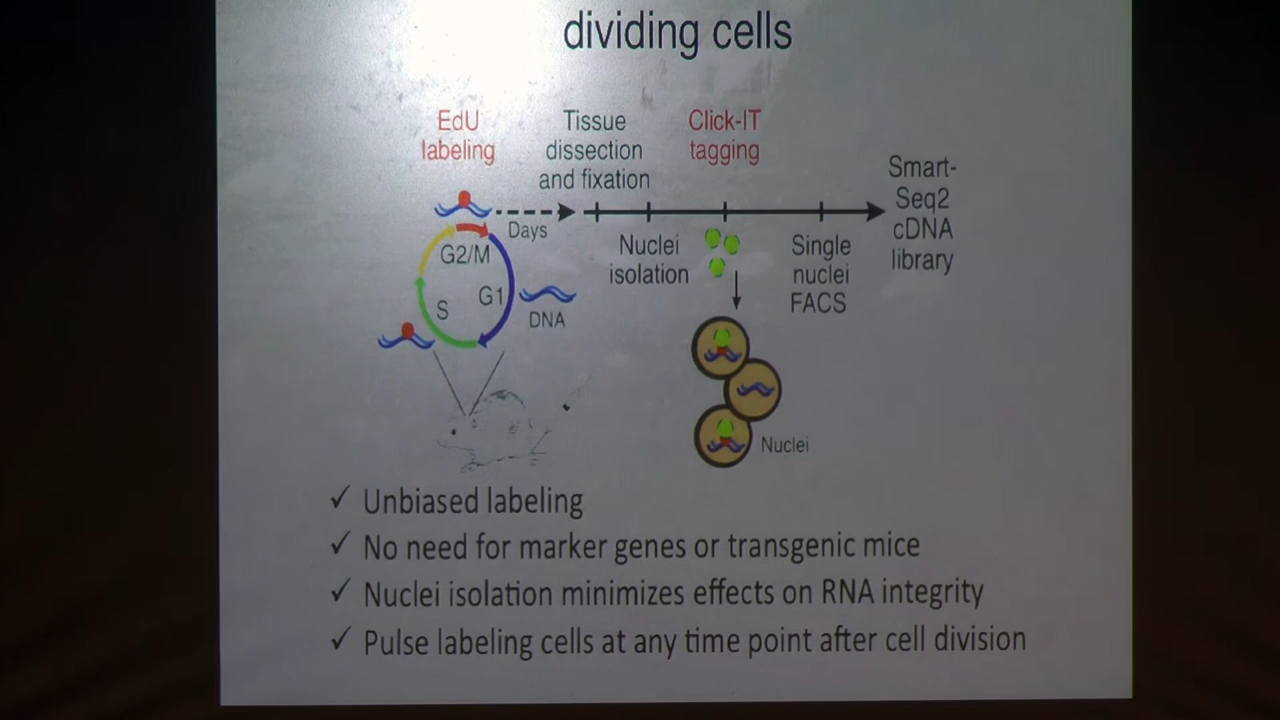 dividing cells
EdU
labeling
Tissue
dissection
and fixation
Click-IT
tagging
Smart-
Seq2
cDNA
library
Days
Nuclei
isolation
Single
nuclei
FACS
G2/M
G1
S
DNA
Nuclei
✓ Unbiased labeling
✓ No need for marker genes or transgenic mice
✓ Nuclei isolation minimizes effects on RNA integrity
✓ Pulse labeling cells at any time point after cell division